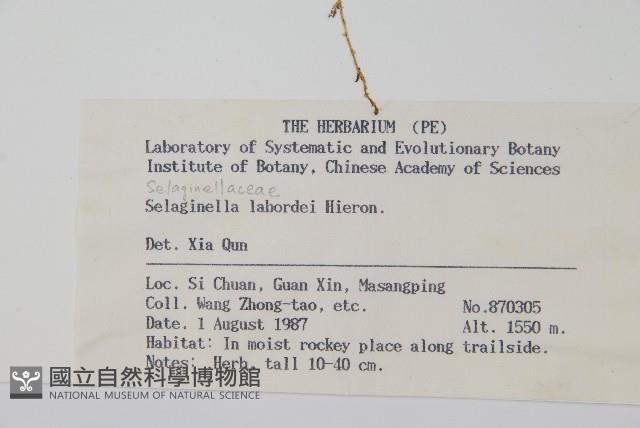 THE HERBARIUM (PE)
Laboratory of Systematic and Evolutionary Botany
Institute of Botany, Chinese Academy of Sciences
Selaginellaceae
Selaginella labordei Hieron.
Det. Xia Qun
Loc. Si Chuan, Guan Xin, Masangping
Coll. Wang Zhong-tao, etc. No.870305
Date. 1 August 1987 Alt. 1550 m.
Habitat: In moist rockey place along trailside.
Notes: Herb, tall 10-40 cm.
國立自然科學博物館
NATIONAL MUSEUM OF NATURAL SCIENCE